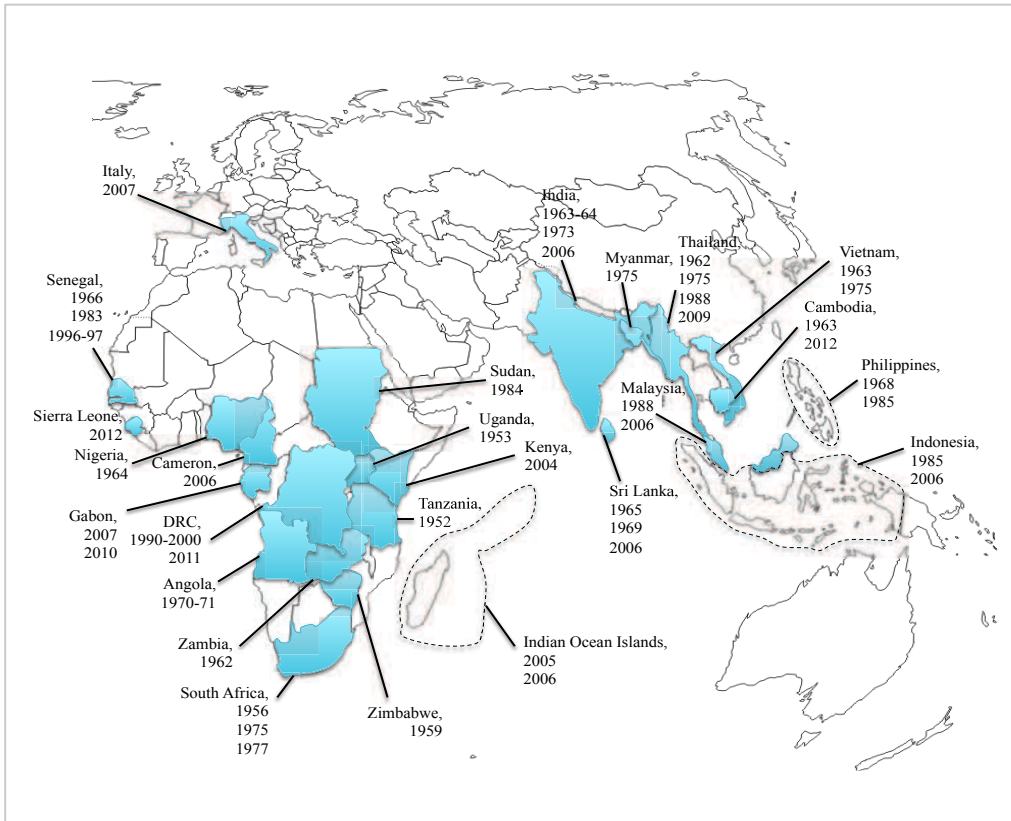 Italy,
2007
Senegal,
1966
1983
1996-97
Sierra Leone,
2012
Nigeria,
1964
Cameron,
2006
Gabon,
2007
2010
DRC,
1990-2000
2011
Angola,
1970-71
Zambia,
1962
South Africa,
1956
1975
1977
Zimbabwe,
1959
Sudan,
1984
Uganda,
1953
Kenya,
2004
Tanzania,
1952
Indian Ocean Islands,
2005
2006
India,
1963-64
1973
2006
Myanmar,
1975
Thailand,
1962
1975
1988
2009
Vietnam,
1963
1975
Cambodia,
1963
2012
Philippines,
1968
1985
Malaysia,
1988
2006
Indonesia,
1985
2006
Sri Lanka,
1965
1969
2006